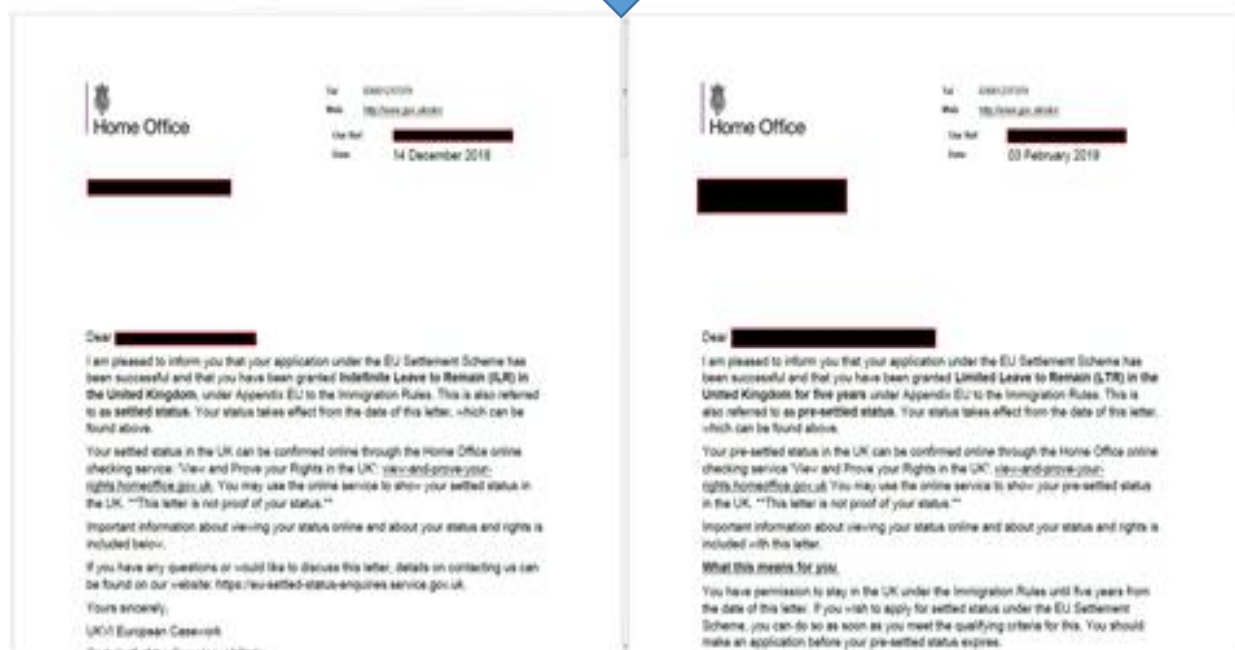 Home Office
Tel
Web
Our Ref
Date 14 December 2018
Dear
I am pleased to inform you that your application under the EU Settlement Scheme has
been successful and that you have been granted Indefinite Leave to Remain (ILR) in
the United Kingdom, under Appendix EU to the Immigration Rules. This is also referred
to as settled status. Your status takes effect from the date of this letter, which can be
found above.
Your settled status in the UK can be confirmed online through the Home Office online
checking service: 'View and Prove your Rights in the UK': view-and-prove-your-
rights.homeoffice.gov.uk. You may use the online service to show your settled status in
the UK. **This letter is not proof of your status.**
Important information about viewing your status online and about your status and rights is
included below.
If you have any questions or would like to discuss this letter, details on contacting us can
be found on our website: https://eu-settled-status-enquiries.service.gov.uk.
Yours sincerely,
UKVI European Casework
Home Office
Tel
Web
Our Ref
Date 03 February 2019
Dear
I am pleased to inform you that your application under the EU Settlement Scheme has
been successful and that you have been granted Limited Leave to Remain (LTR) in the
United Kingdom for five years under Appendix EU to the Immigration Rules. This is
also referred to as pre-settled status. Your status takes effect from the date of this letter,
which can be found above.
Your pre-settled status in the UK can be confirmed online through the Home Office online
checking service 'View and Prove your Rights in the UK': view-and-prove-your-
rights.homeoffice.gov.uk You may use the online service to show your pre-settled status
in the UK. **This letter is not proof of your status.**
Important information about viewing your status online and about your status and rights is
included with this letter.
What this means for you
You have permission to stay in the UK under the Immigration Rules until five years from
the date of this letter. If you wish to apply for settled status under the EU Settlement
Scheme, you can do so as soon as you meet the qualifying criteria for this. You should
make an application before your pre-settled status expires.